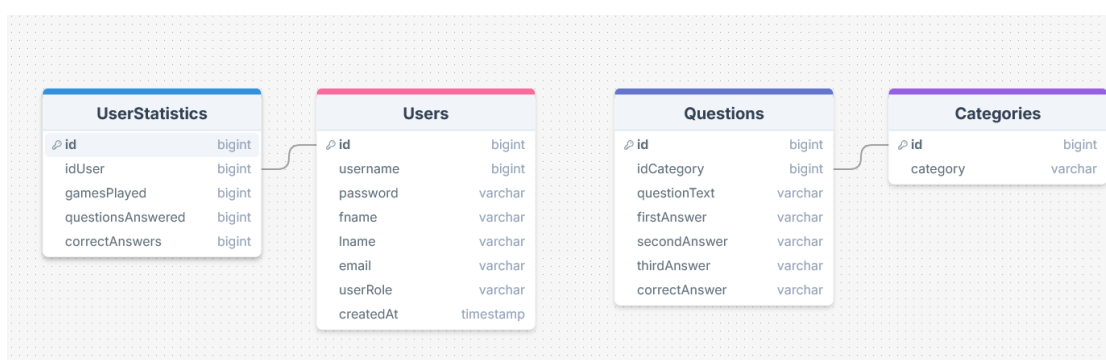 UserStatistics
id bigint
idUser bigint
gamesPlayed bigint
questionsAnswered bigint
correctAnswers bigint
Users
id bigint
username bigint
password varchar
fname varchar
lname varchar
email varchar
userRole varchar
createdAt timestamp
Questions
id bigint
idCategory bigint
questionText varchar
firstAnswer varchar
secondAnswer varchar
thirdAnswer varchar
correctAnswer varchar
Categories
id bigint
category varchar